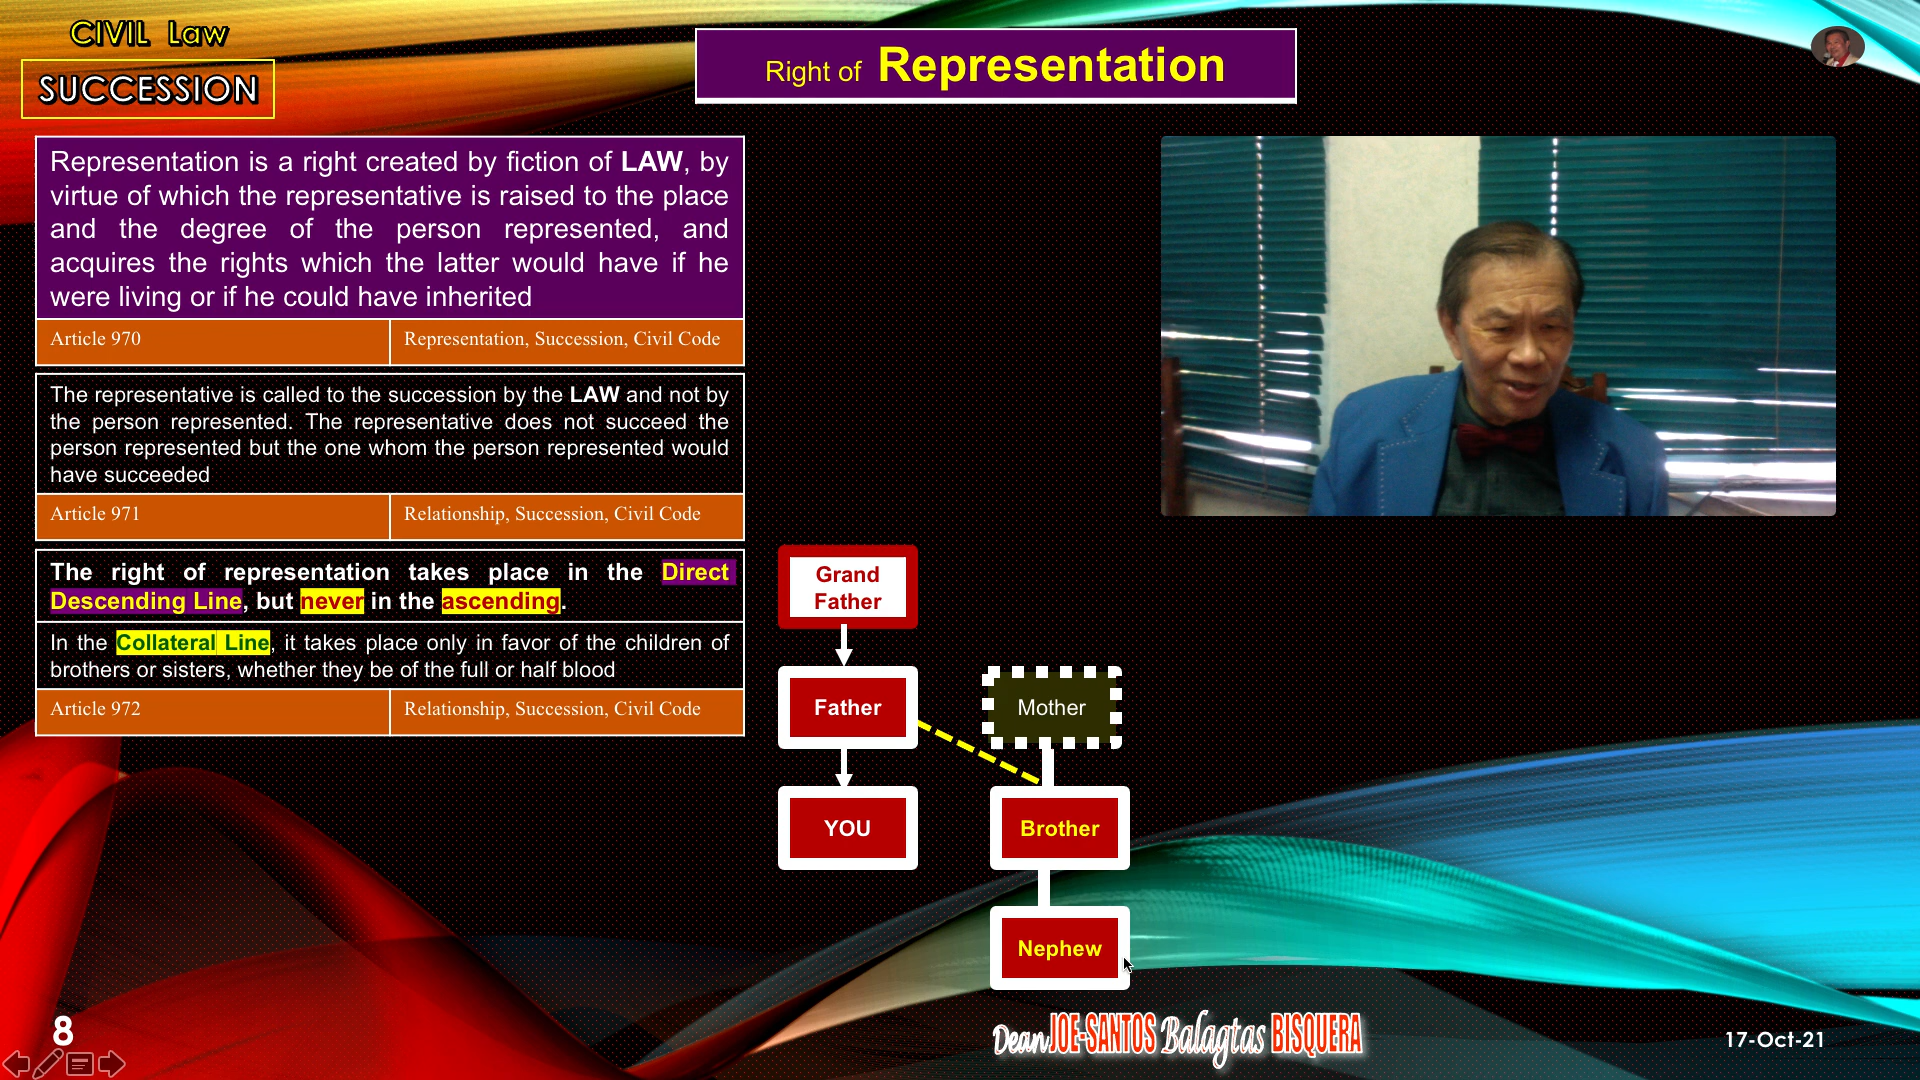 CIVIL Law
SUCCESSION
Right of Representation
Representation is a right created by fiction of LAW, by
virtue of which the representative is raised to the place
and the degree of the person represented, and
acquires the rights which the latter would have if he
were living or if he could have inherited
Article 970 Representation, Succession, Civil Code
The representative is called to the succession by the LAW and not by
the person represented. The representative does not succeed the
person represented but the one whom the person represented would
have succeeded
Article 971 Relationship, Succession, Civil Code
The right of representation takes place in the Direct
Descending Line, but never in the ascending.
In the Collateral Line, it takes place only in favor of the children of
brothers or sisters, whether they be of the full or half blood
Article 972 Relationship, Succession, Civil Code
Grand
Father
Father
Mother
YOU
Brother
Nephew
8
Dean JOE-SANTOS Balagtas BISQUERA
17-Oct-21